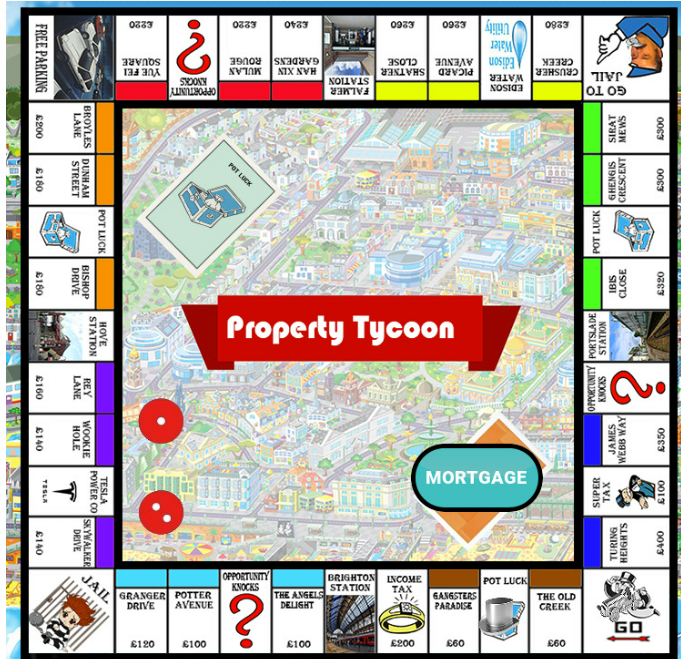 FREE PARKING
YUE FEI
SQUARE
£220
OPPORTUNITY
KNOCKS
MULAN
ROUGE
£220
HAN XIN
GARDENS
£240
FALMER
STATION
SHATNER
CLOSE
£260
PICARD
AVENUE
£260
EDISON
WATER
Edison
Water
Utility
CRUSHER
CREEK
£280
GO TO
JAIL
BROYLES
LANE
£200
DUNHAM
STREET
£180
POT LUCK
BISHOP
DRIVE
£180
HOVE
STATION
REY
LANE
£160
WOOKIE
HOLE
£140
TESLA
POWER CO
TESLA
SKYWALKER
DRIVE
£140
POT LUCK
Property Tycoon
MORTGAGE
SIRAT
MEWS
£300
GHENGIS
CRESCENT
£300
POT LUCK
IBIS
CLOSE
£320
PORTSLADE
STATION
OPPORTUNITY
KNOCKS
JAMES
WEBB WAY
£350
SUPER
TAX
£100
TURING
HEIGHTS
£400
JAIL
GRANGER
DRIVE
£120
POTTER
AVENUE
£100
OPPORTUNITY
KNOCKS
THE ANGELS
DELIGHT
£100
BRIGHTON
STATION
INCOME
TAX
£200
GANGSTERS
PARADISE
£60
POT LUCK
THE OLD
CREEK
£60
GO